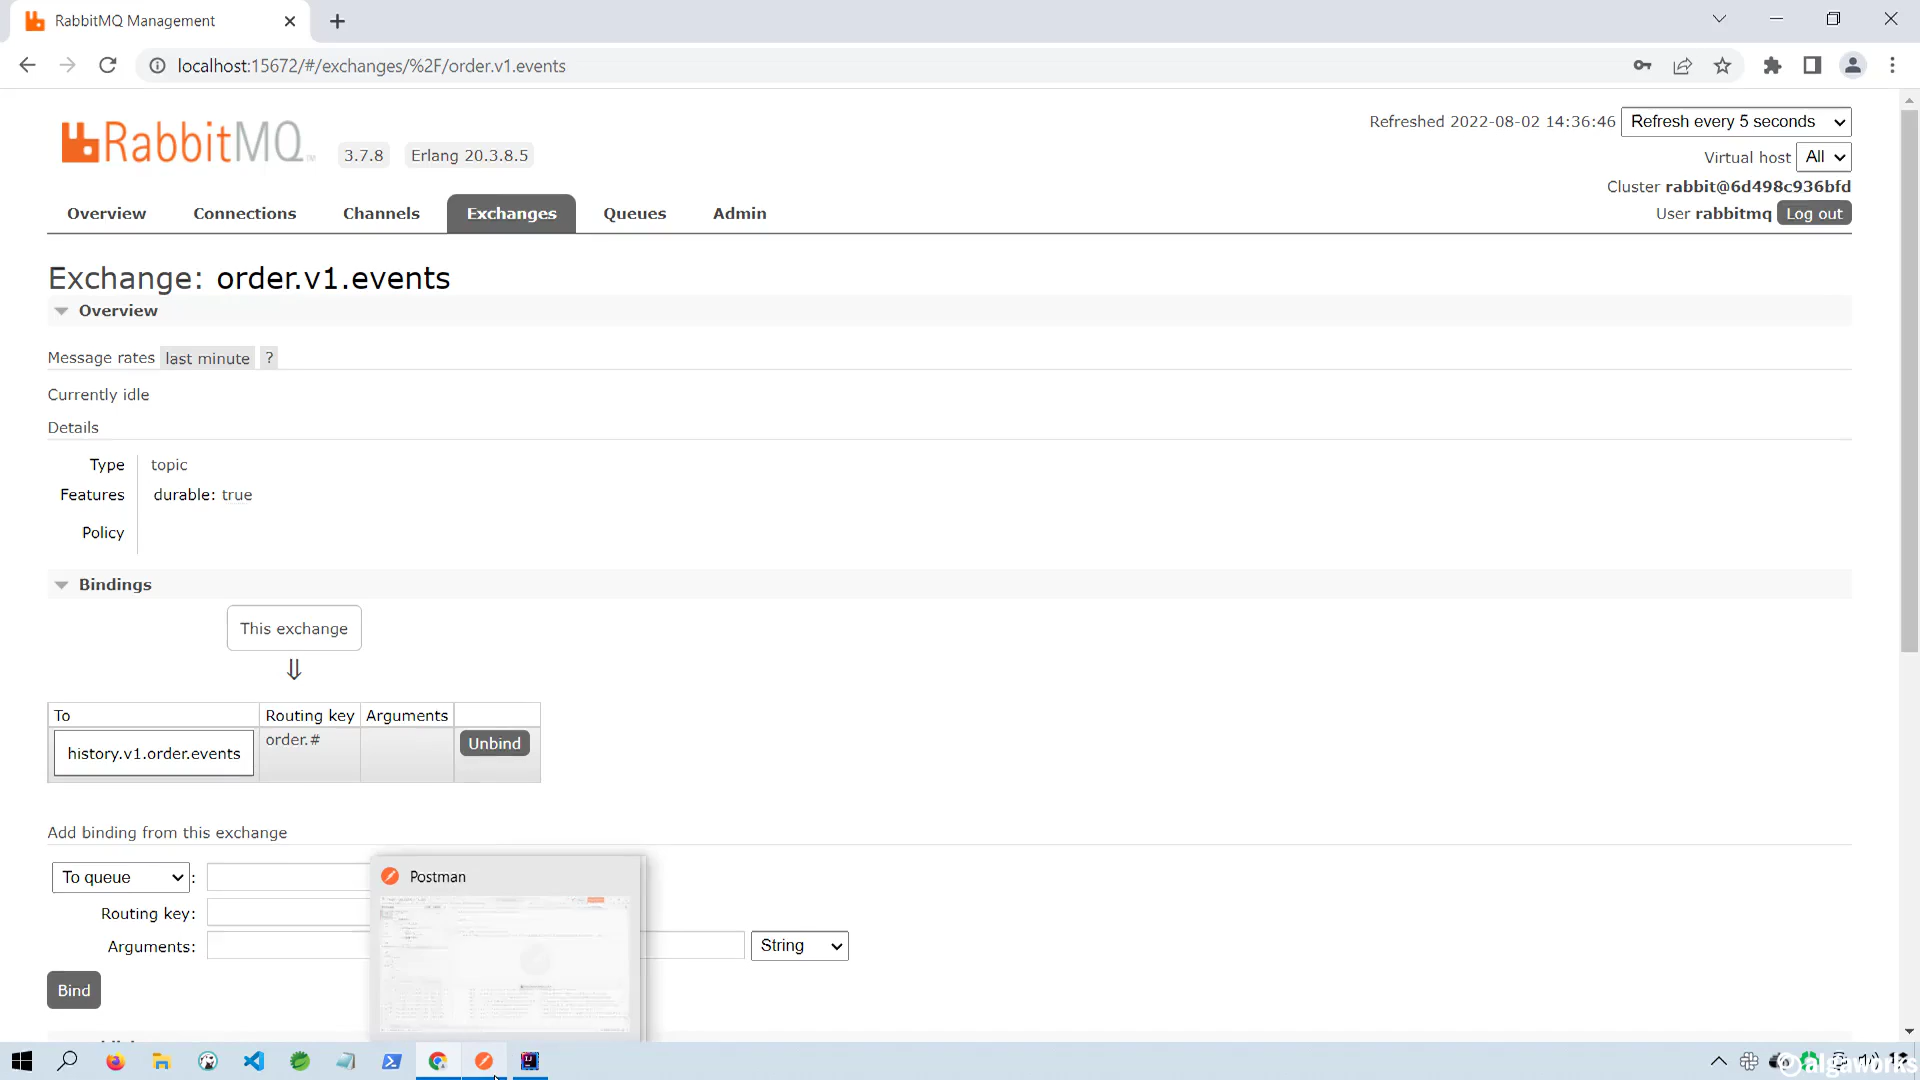 RabbitMQ Management
localhost:15672/#/exchanges/%2F/order.v1.events
RabbitMQ TM 3.7.8 Erlang 20.3.8.5
Refreshed 2022-08-02 14:36:46 Refresh every 5 seconds
Virtual host All
Cluster rabbit@6d498c936bfd
User rabbitmq Log out
Overview Connections Channels Exchanges Queues Admin
Exchange: order.v1.events
Overview
Message rates last minute ?
Currently idle
Details
Type topic
Features durable: true
Policy
Bindings
This exchange
⇓
To Routing key Arguments
history.v1.order.events order.# Unbind
Add binding from this exchange
To queue :
Routing key:
Arguments: String
Bind
Postman
algaworks